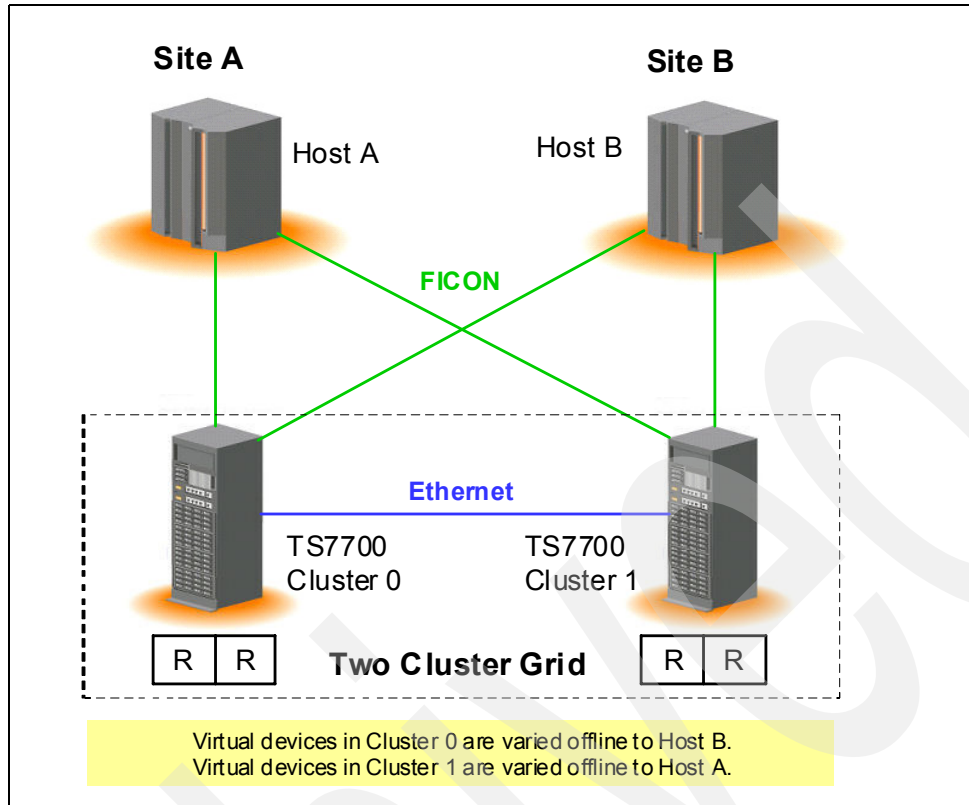 Site A
Site B
Host A
Host B
FICON
Ethernet
TS7700
Cluster 0
TS7700
Cluster 1
R R
Two Cluster Grid
R R
Virtual devices in Cluster 0 are varied offline to Host B.
Virtual devices in Cluster 1 are varied offline to Host A.